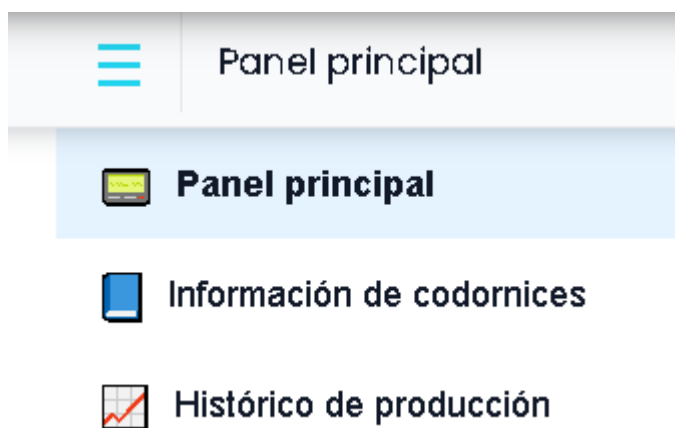 Panel principal
Panel principal
Información de codornices
Histórico de producción